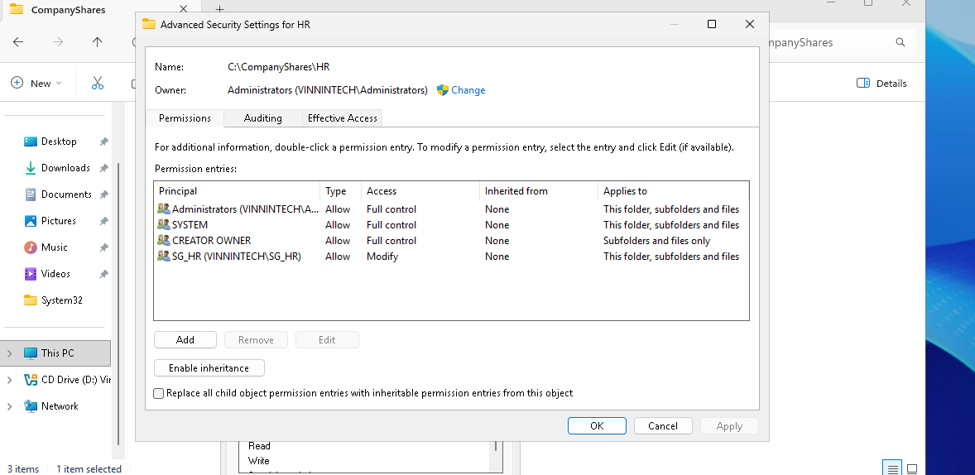 CompanyShares
Advanced Security Settings for HR
New
Desktop
Downloads
Documents
Pictures
Music
Videos
System32
This PC
CD Drive (D:) Vir
Network
3 items 1 item selected
Name: C:\CompanyShares\HR
Owner: Administrators (VINNINTECH\Administrators) Change
Permissions Auditing Effective Access
For additional information, double-click a permission entry. To modify a permission entry, select the entry and click Edit (if available).
Permission entries:
Principal Type Access Inherited from Applies to
Administrators (VINNINTECH\A... Allow Full control None This folder, subfolders and files
SYSTEM Allow Full control None This folder, subfolders and files
CREATOR OWNER Allow Full control None Subfolders and files only
SG_HR (VINNINTECH\SG_HR) Allow Modify None This folder, subfolders and files
Add Remove Edit
Enable inheritance
Replace all child object permission entries with inheritable permission entries from this object
OK Cancel Apply
Read
Write
mpanyShares
Details